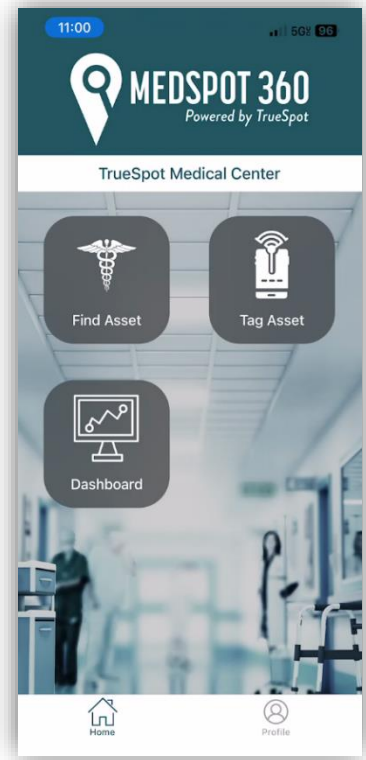 11:00
5G 96
MEDSPOT 360
Powered by TrueSpot
TrueSpot Medical Center
Find Asset
Tag Asset
Dashboard
Home
Profile